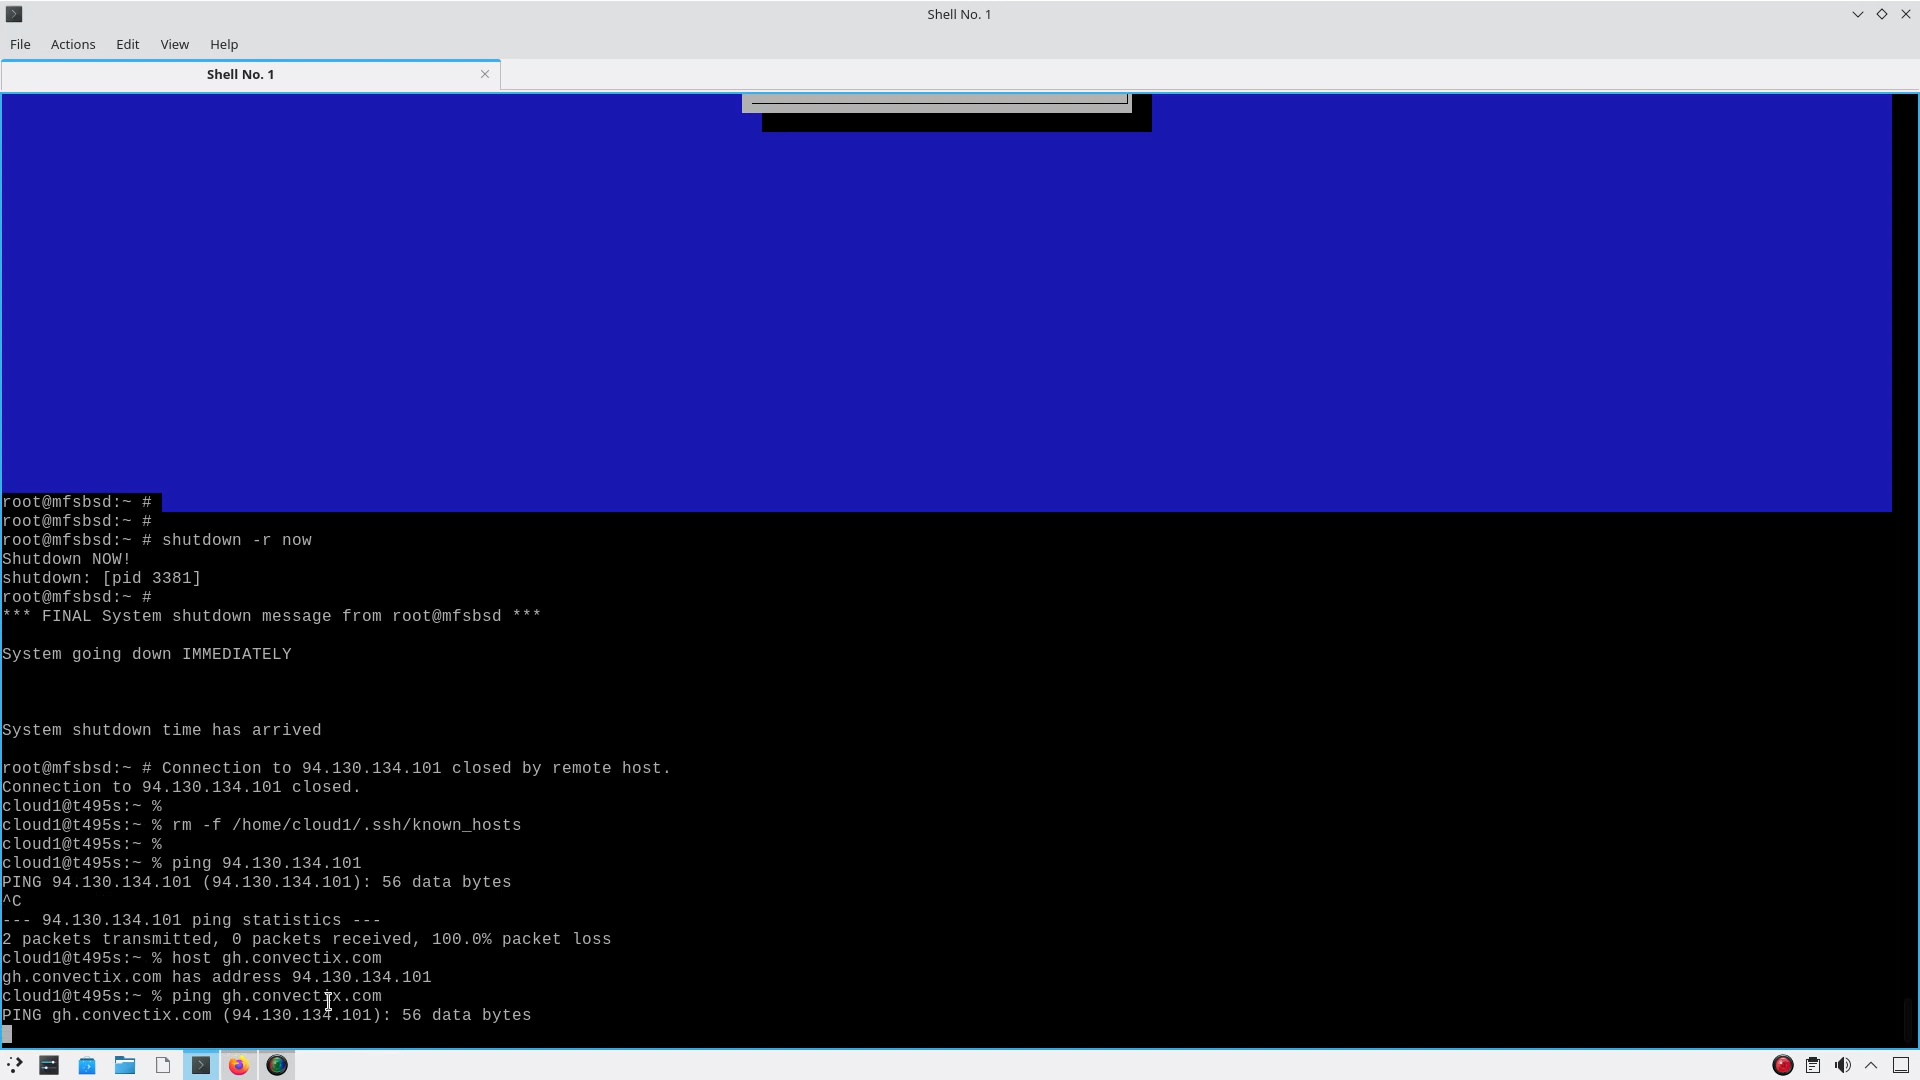 Shell No. 1
File Actions Edit View Help
Shell No. 1
root@mfsbsd:~ #
root@mfsbsd:~ #
root@mfsbsd:~ # shutdown -r now
Shutdown NOW!
shutdown: [pid 3381]
root@mfsbsd:~ #
*** FINAL System shutdown message from root@mfsbsd ***
System going down IMMEDIATELY
System shutdown time has arrived
root@mfsbsd:~ # Connection to 94.130.134.101 closed by remote host.
Connection to 94.130.134.101 closed.
cloud1@t495s:~ %
cloud1@t495s:~ % rm -f /home/cloud1/.ssh/known_hosts
cloud1@t495s:~ %
cloud1@t495s:~ % ping 94.130.134.101
PING 94.130.134.101 (94.130.134.101): 56 data bytes
^C
--- 94.130.134.101 ping statistics ---
2 packets transmitted, 0 packets received, 100.0% packet loss
cloud1@t495s:~ % host gh.convectix.com
gh.convectix.com has address 94.130.134.101
cloud1@t495s:~ % ping gh.convectix.com
PING gh.convectix.com (94.130.134.101): 56 data bytes